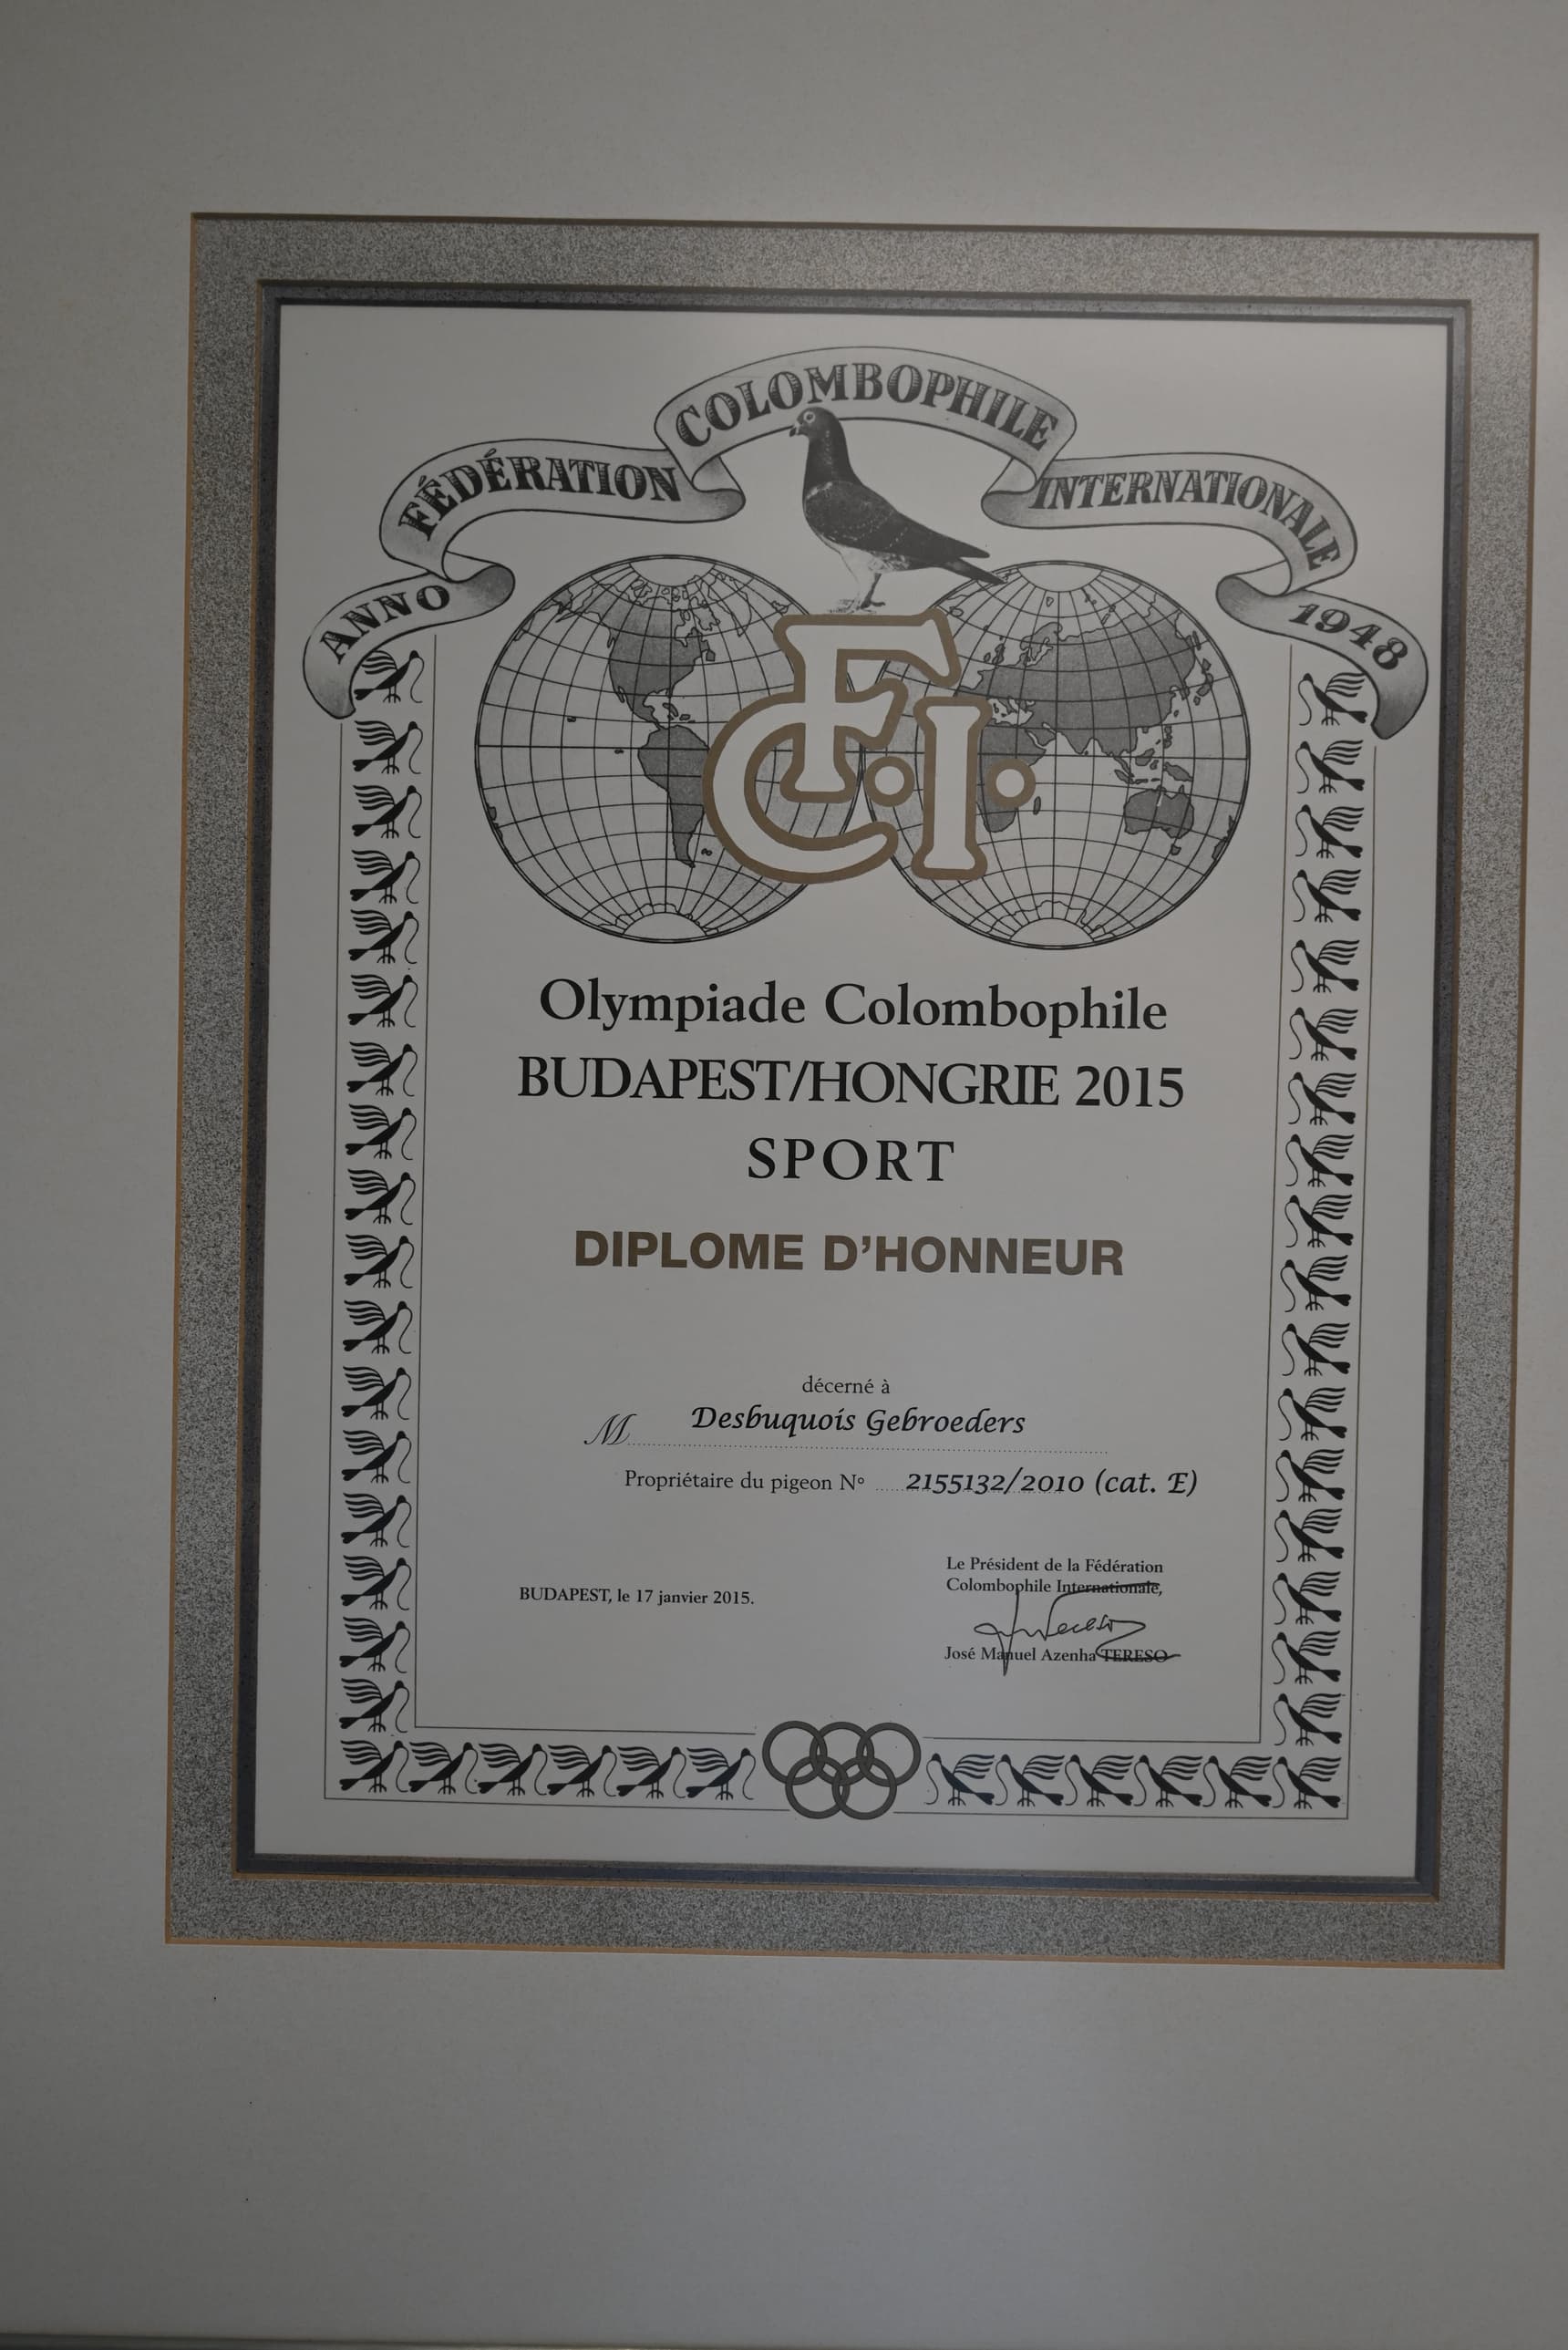 ANNO FÉDÉRATION COLOMBOPHILE INTERNATIONALE 1948
F.C.I.
Olympiade Colombophile
BUDAPEST/HONGRIE 2015
SPORT
DIPLOME D'HONNEUR
décerné à
M Desbuquois Gebroeders
Propriétaire du pigeon Nº 2155132/2010 (cat. E)
Le Président de la Fédération
Colombophile Internationale,
BUDAPEST, le 17 janvier 2015.
José Manuel Azenha TERESO